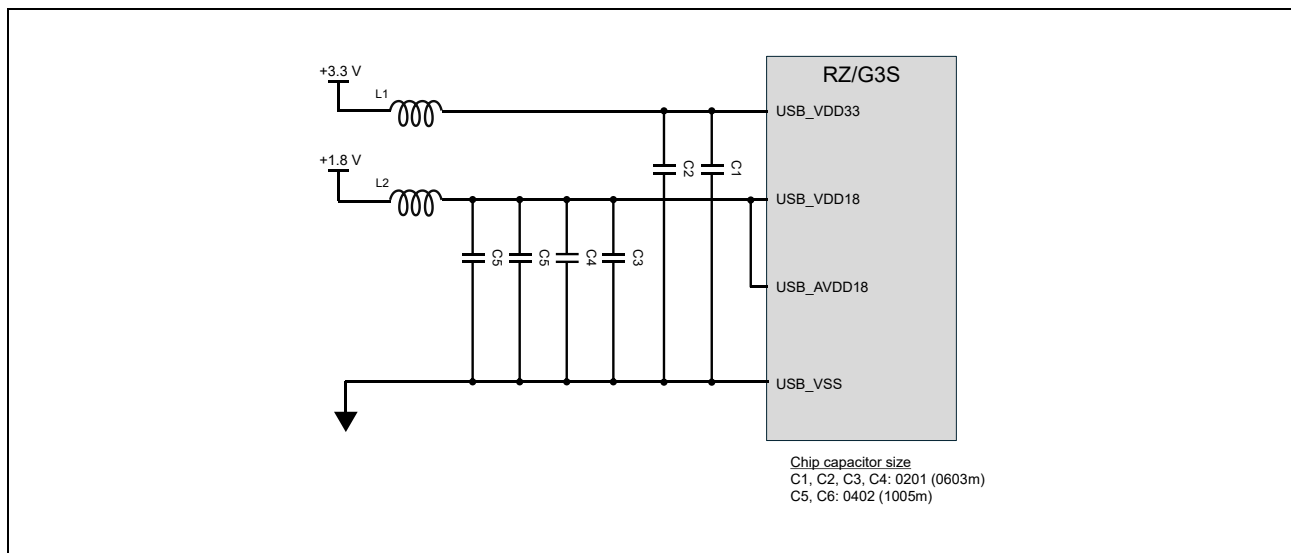 RZ/G3S
+3.3 V
L1
USB_VDD33
+1.8 V
C2
C1
L2
USB_VDD18
C5
C5
C4
C3
USB_AVDD18
USB_VSS
Chip capacitor size
C1, C2, C3, C4: 0201 (0603m)
C5, C6: 0402 (1005m)